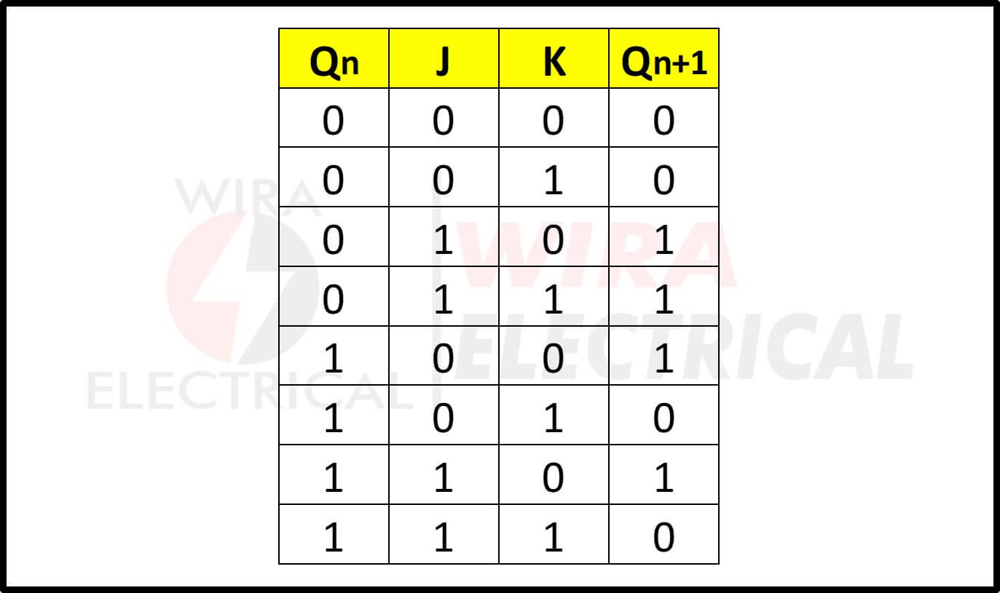 Qn J K Qn+1
0 0 0 0
0 0 1 0
0 1 0 1
0 1 1 1
1 0 0 1
1 0 1 0
1 1 0 1
1 1 1 0
WIRA
ELECTRICAL
WIRA
ELECTRICAL